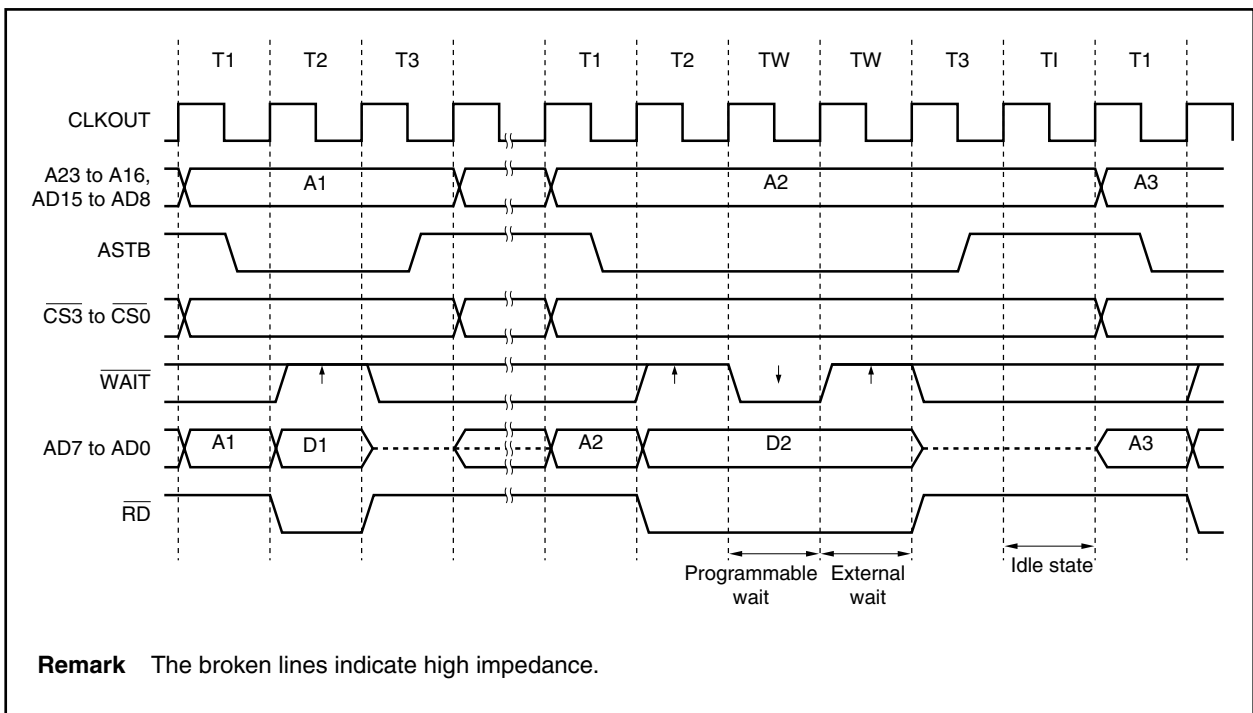 T1 T2 T3 T1 T2 TW TW T3 TI T1
CLKOUT
A23 to A16,
AD15 to AD8
A1 A2 A3
ASTB
CS3 to CS0
WAIT
AD7 to AD0
A1 D1 A2 D2 A3
RD
Programmable
wait
External
wait
Idle state
Remark The broken lines indicate high impedance.